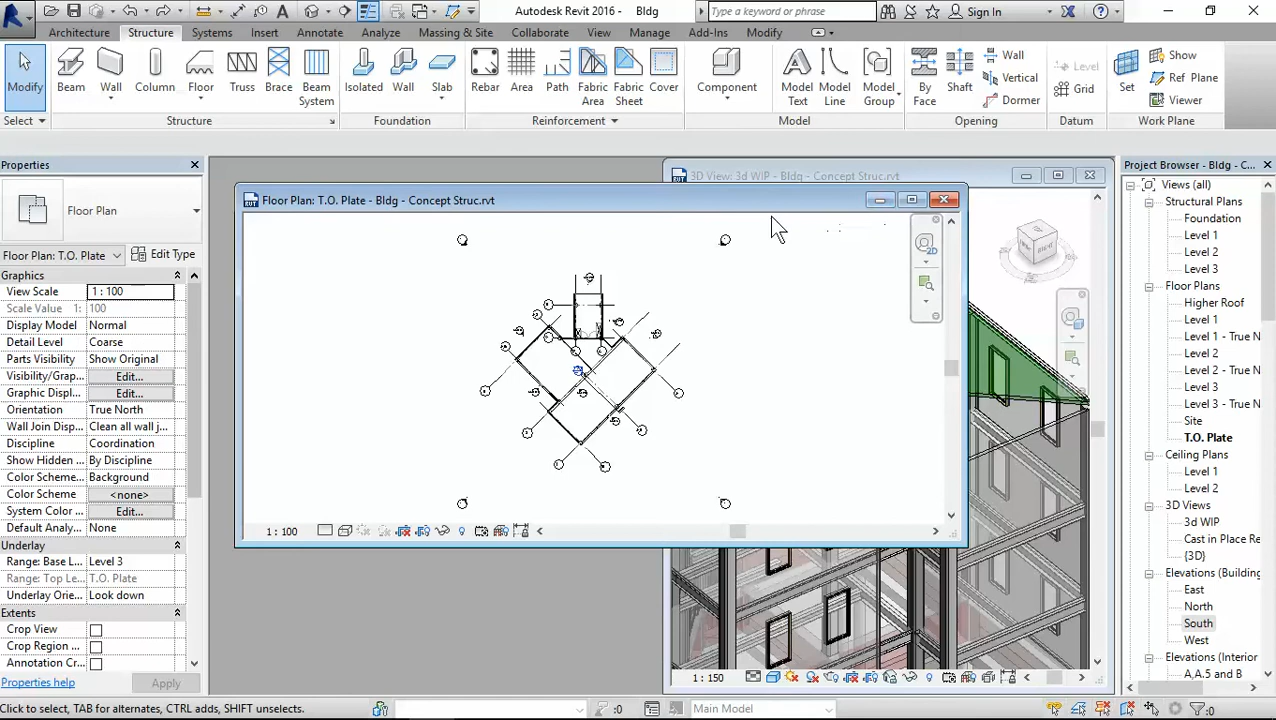 Autodesk Revit 2016 - Bldg
Type a keyword or phrase
Sign In
Architecture Structure Systems Insert Annotate Analyze Massing & Site Collaborate View Manage Add-Ins Modify
Modify Beam Wall Column Floor Truss Brace Beam System Isolated Wall Slab Rebar Area Path Fabric Area Fabric Sheet Cover Component Model Text Model Line Model Group By Face Shaft Wall Vertical Dormer Level Grid Set Show Ref Plane Viewer
Select Structure Foundation Reinforcement Model Opening Datum Work Plane
Properties
Floor Plan
Floor Plan: T.O. Plate
Edit Type
Graphics
View Scale 1 : 100
Scale Value 1: 100
Display Model Normal
Detail Level Coarse
Parts Visibility Show Original
Visibility/Grap... Edit...
Graphic Displ... Edit...
Orientation True North
Wall Join Disp... Clean all wall j...
Discipline Coordination
Show Hidden ... By Discipline
Color Scheme ... Background
Color Scheme <none>
System Color ... Edit...
Default Analy... None
Underlay
Range: Base L... Level 3
Range: Top Le... T.O. Plate
Underlay Orie... Look down
Extents
Crop View
Crop Region ...
Annotation Cr...
Properties help
Apply
3D View: 3d WIP - Bldg - Concept Struc.rvt
Floor Plan: T.O. Plate - Bldg - Concept Struc.rvt
2D
1 : 100
1 : 150
Project Browser - Bldg - C...
Views (all)
Structural Plans
Foundation
Level 1
Level 2
Level 3
Floor Plans
Higher Roof
Level 1
Level 1 - True N
Level 2
Level 2 - True N
Level 3
Level 3 - True N
Site
T.O. Plate
Ceiling Plans
Level 1
Level 2
3D Views
3d WIP
Cast in Place Re
{3D}
Elevations (Building
East
North
South
West
Elevations (Interior
A,A.5 and B
Click to select, TAB for alternates, CTRL adds, SHIFT unselects.
:0
Main Model
:0